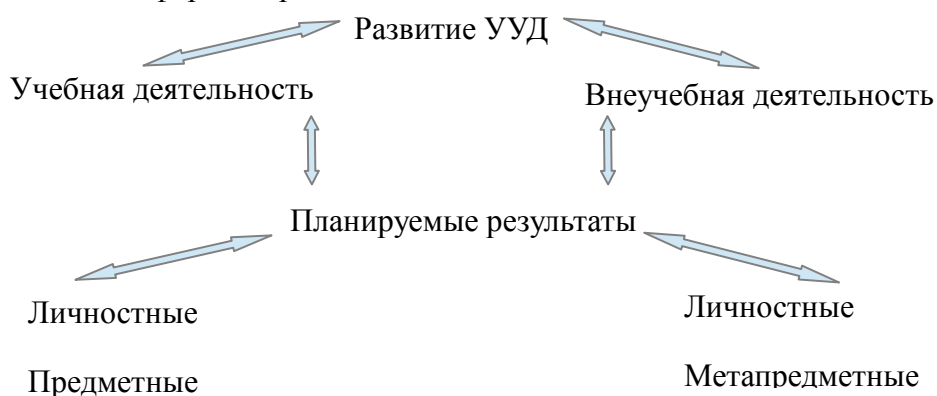 Развитие УУД
Учебная деятельность
Внеучебная деятельность
Планируемые результаты
Личностные
Личностные
Предметные
Метапредметные